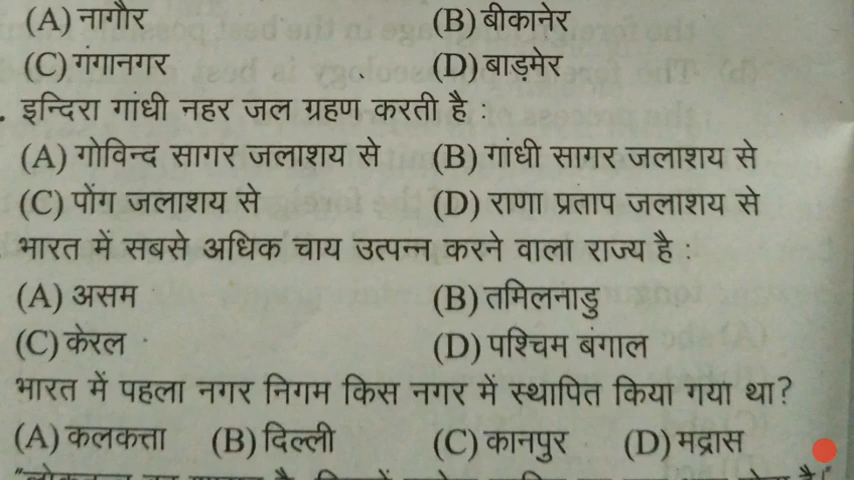 (A) नागौर (B) बीकानेर
(C) गंगानगर (D) बाड़मेर
. इन्दिरा गांधी नहर जल ग्रहण करती है :
(A) गोविन्द सागर जलाशय से (B) गांधी सागर जलाशय से
(C) पोंग जलाशय से (D) राणा प्रताप जलाशय से
भारत में सबसे अधिक चाय उत्पन्न करने वाला राज्य है :
(A) असम (B) तमिलनाडु
(C) केरल (D) पश्चिम बंगाल
भारत में पहला नगर निगम किस नगर में स्थापित किया गया था?
(A) कलकत्ता (B) दिल्ली (C) कानपुर (D) मद्रास